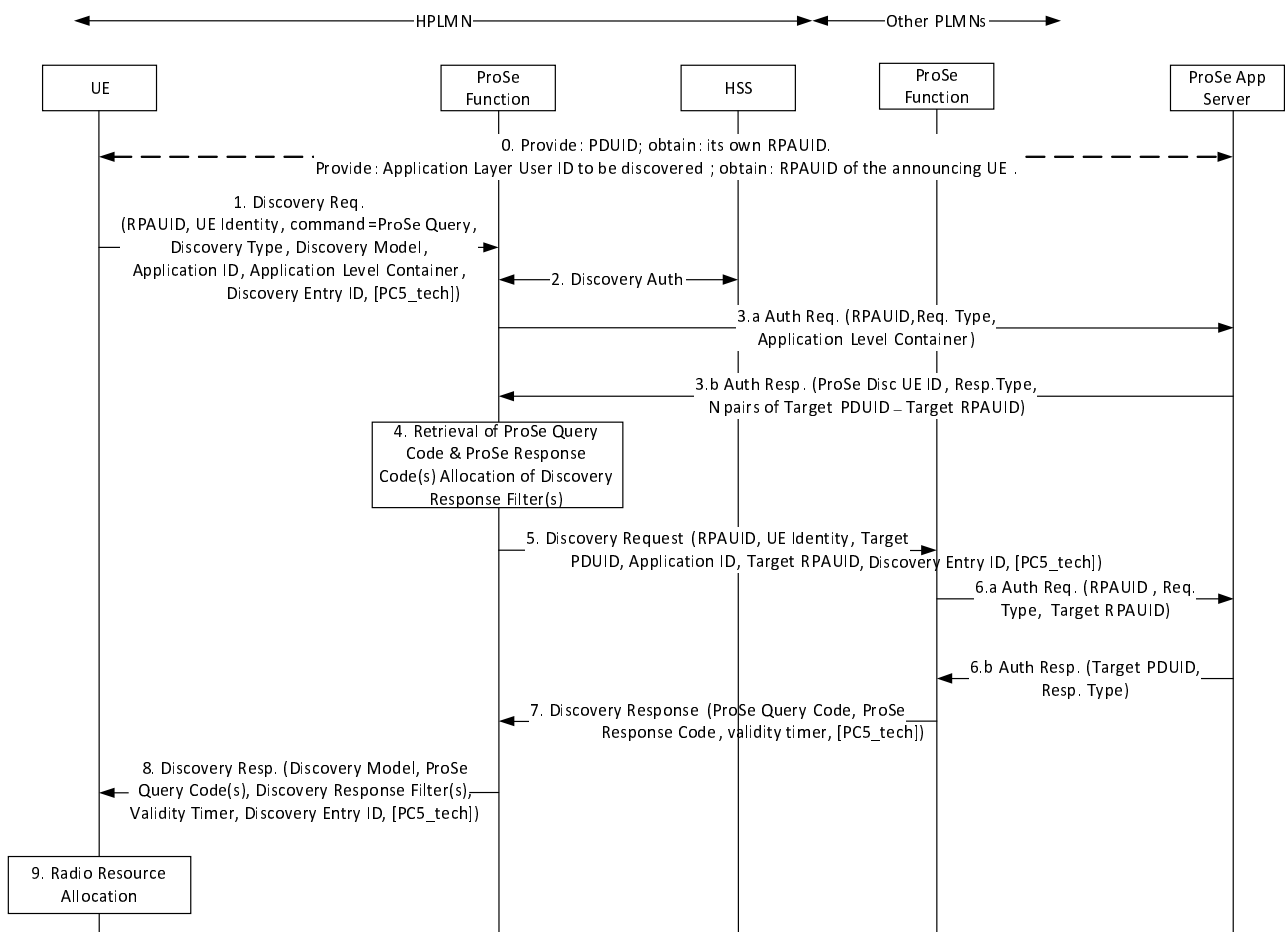 HPLMN
Other PLMNs
UE
ProSe
Function
HSS
ProSe
Function
ProSe App
Server
0. Provide: PDUID; obtain: its own RPAUID.
Provide: Application Layer User ID to be discovered ; obtain: RPAUID of the announcing UE .
1. Discovery Req.
(RPAUID, UE Identity, command=ProSe Query,
Discovery Type, Discovery Model,
Application ID, Application Level Container,
Discovery Entry ID, [PC5_tech])
2. Discovery Auth
3.a Auth Req. (RPAUID,Req. Type,
Application Level Container)
3.b Auth Resp. (ProSe Disc UE ID, Resp.Type,
N pairs of Target PDUID – Target RPAUID)
4. Retrieval of ProSe Query
Code & ProSe Response
Code(s) Allocation of Discovery
Response Filter(s)
5. Discovery Request (RPAUID, UE Identity, Target
PDUID, Application ID, Target RPAUID, Discovery Entry ID, [PC5_tech])
6.a Auth Req. (RPAUID , Req.
Type, Target RPAUID)
6.b Auth Resp. (Target PDUID,
Resp. Type)
7. Discovery Response (ProSe Query Code, ProSe
Response Code, validity timer, [PC5_tech])
8. Discovery Resp. (Discovery Model, ProSe
Query Code(s), Discovery Response Filter(s),
Validity Timer, Discovery Entry ID, [PC5_tech])
9. Radio Resource
Allocation